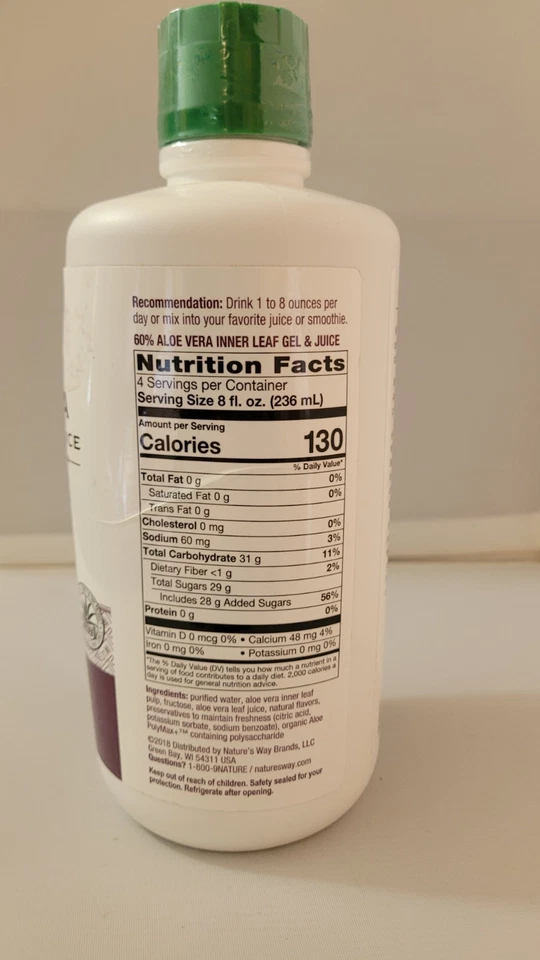 Recommendation: Drink 1 to 8 ounces per
day or mix into your favorite juice or smoothie.
60% ALOE VERA INNER LEAF GEL & JUICE
Nutrition Facts
4 Servings per Container
Serving Size 8 fl. oz. (236 mL)
Amount per Serving
Calories 130
% Daily Value*
Total Fat 0 g 0%
Saturated Fat 0 g 0%
Trans Fat 0 g
Cholesterol 0 mg 0%
Sodium 60 mg 3%
Total Carbohydrate 31 g 11%
Dietary Fiber <1 g 2%
Total Sugars 29 g
Includes 28 g Added Sugars 56%
Protein 0 g 0%
Vitamin D 0 mcg 0% • Calcium 48 mg 4%
Iron 0 mg 0% • Potassium 0 mg 0%
*The % Daily Value (DV) tells you how much a nutrient in a
serving of food contributes to a daily diet. 2,000 calories a
day is used for general nutrition advice.
Ingredients: purified water, aloe vera inner leaf
pulp, fructose, aloe vera leaf juice, natural flavors,
preservatives to maintain freshness (citric acid,
potassium sorbate, sodium benzoate), organic Aloe
PolyMax+™ containing polysaccharide
©2018 Distributed by Nature's Way Brands, LLC
Green Bay, WI 54311 USA
Questions? 1-800-9NATURE / naturesway.com
Keep out of reach of children. Safety sealed for your
protection. Refrigerate after opening.
A
CE